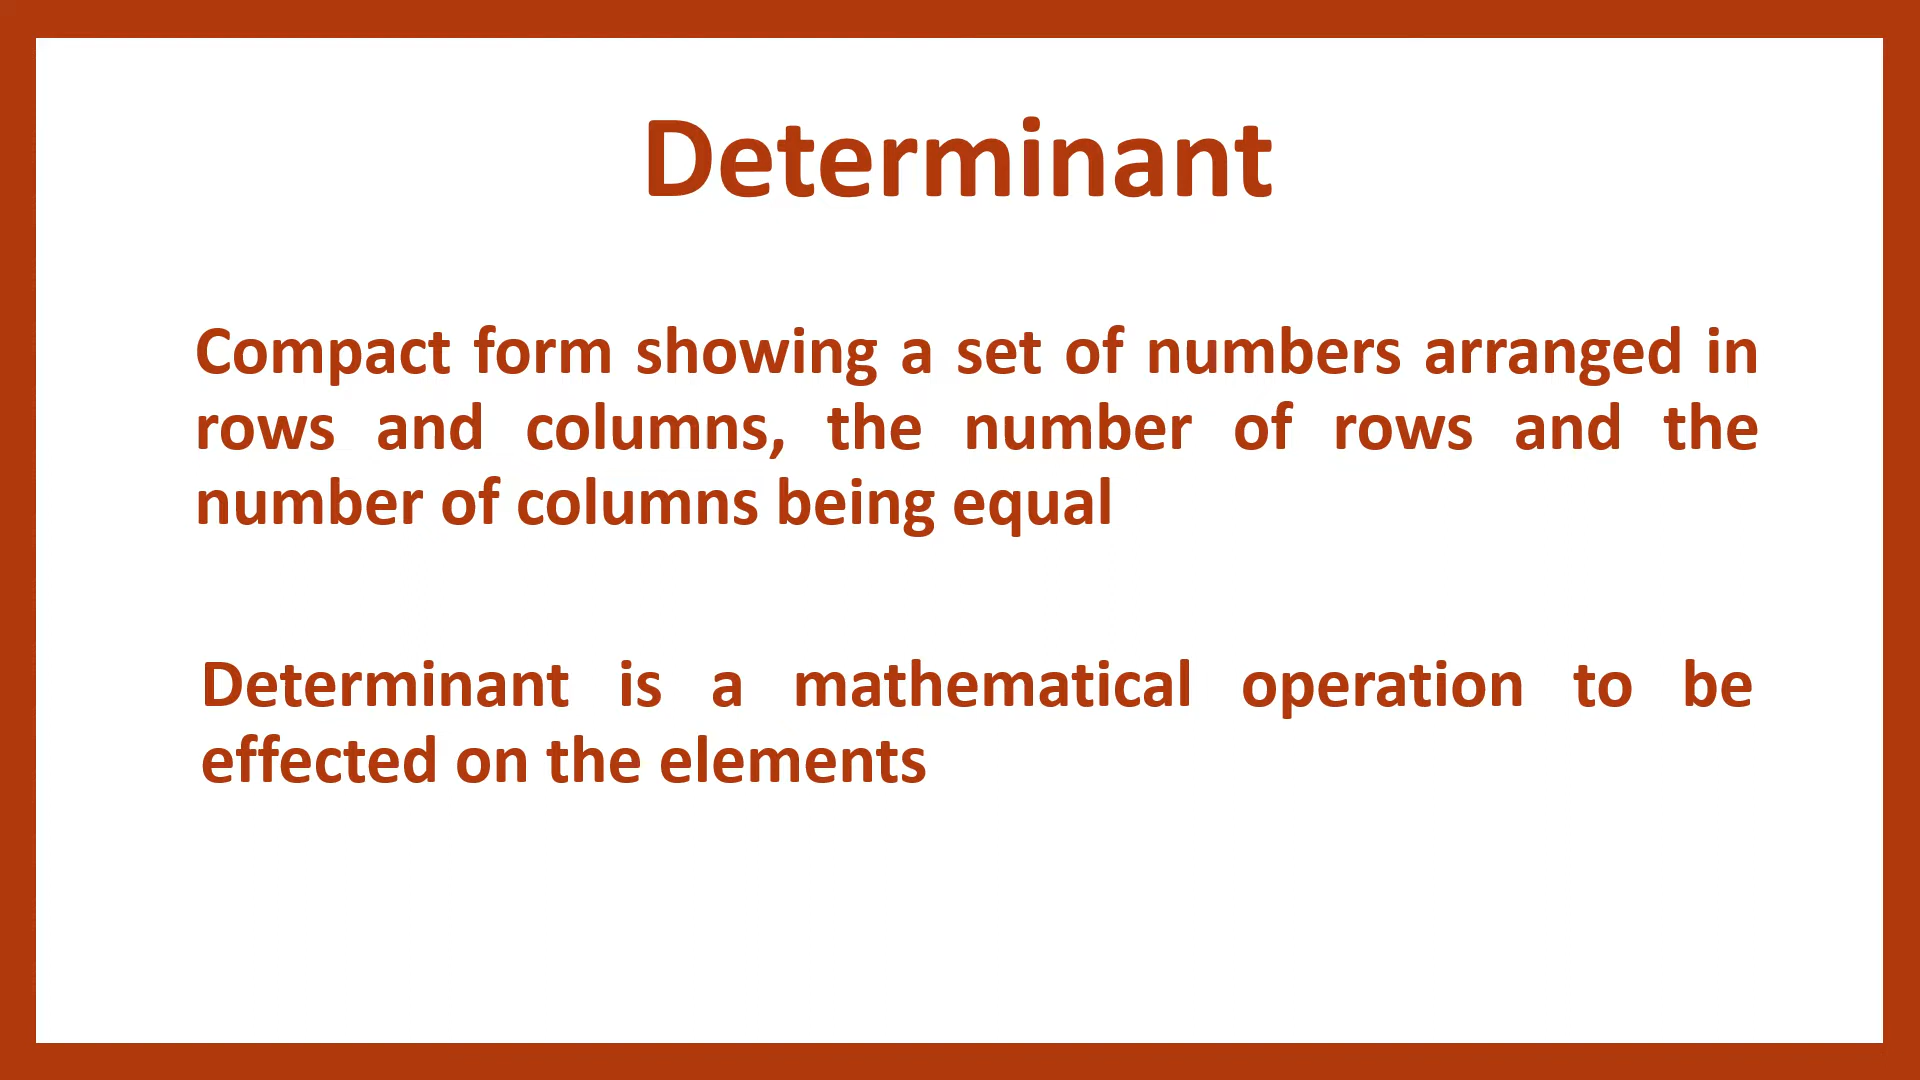 Determinant
Compact form showing a set of numbers arranged in
rows and columns, the number of rows and the
number of columns being equal
Determinant is a mathematical operation to be
effected on the elements